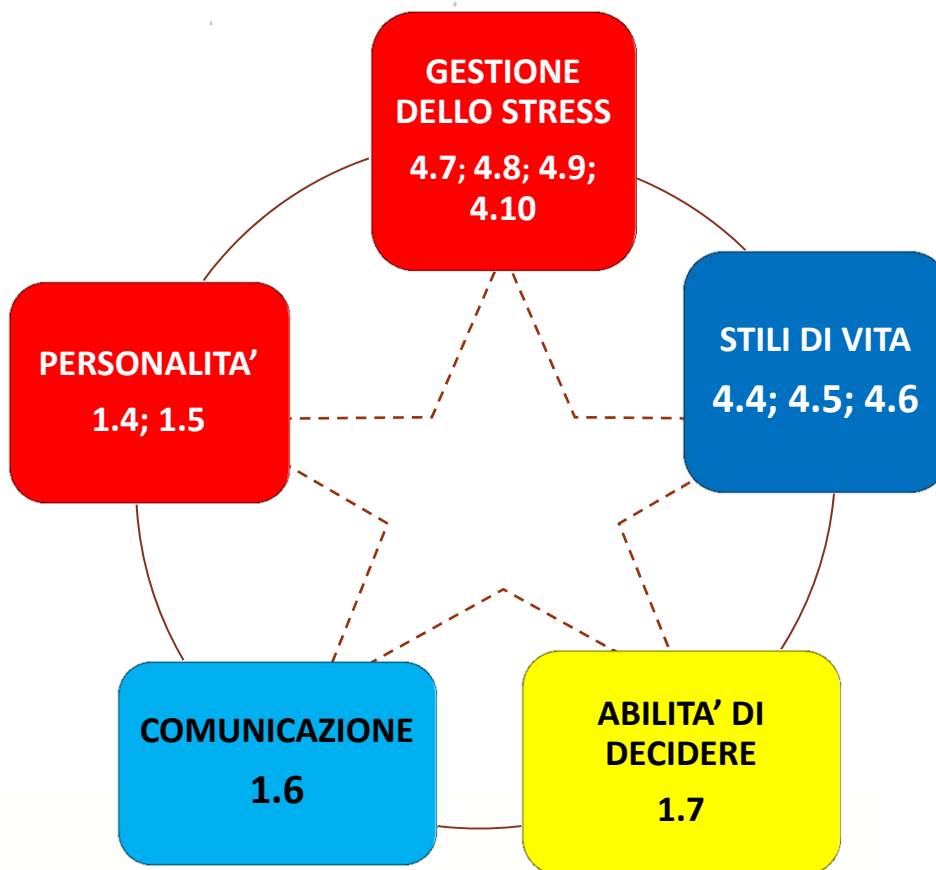 GESTIONE
DELLO STRESS
4.7; 4.8; 4.9;
4.10
STILI DI VITA
4.4; 4.5; 4.6
PERSONALITA’
1.4; 1.5
COMUNICAZIONE
1.6
ABILITA’ DI
DECIDERE
1.7